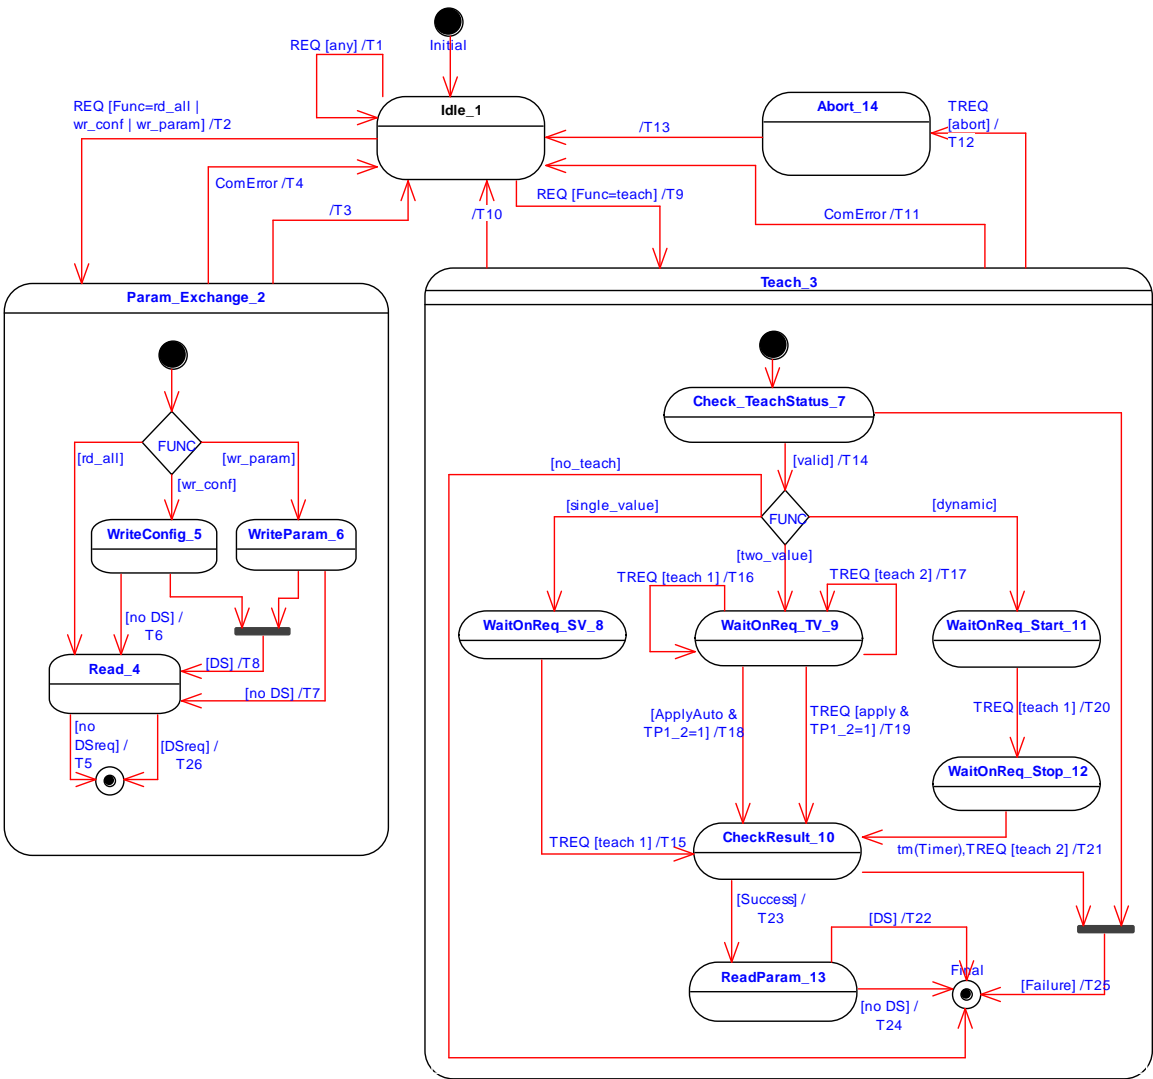 Initial
REQ [any] /T1
Idle_1
REQ [Func=rd_all |
wr_conf | wr_param] /T2
Abort_14
TREQ
[abort] /
T12
/T13
ComError /T4
REQ [Func=teach] /T9
/T3
/T10
ComError /T11
Param_Exchange_2
Teach_3
FUNC
[rd_all]
[wr_param]
[wr_conf]
WriteConfig_5
WriteParam_6
[no DS] /
T6
[DS] /T8
Read_4
[no DS] /T7
[no
DSreq] /
T5
[DSreq] /
T26
Check_TeachStatus_7
[valid] /T14
[no_teach]
[single_value]
FUNC
[dynamic]
[two_value]
TREQ [teach 1] /T16
TREQ [teach 2] /T17
WaitOnReq_SV_8
WaitOnReq_TV_9
WaitOnReq_Start_11
[ApplyAuto &
TP1_2=1] /T18
TREQ [apply &
TP1_2=1] /T19
TREQ [teach 1] /T20
WaitOnReq_Stop_12
TREQ [teach 1] /T15
CheckResult_10
tm(Timer),TREQ [teach 2] /T21
[Success] /
T23
[DS] /T22
ReadParam_13
Final
[no DS] /
T24
[Failure] /T25